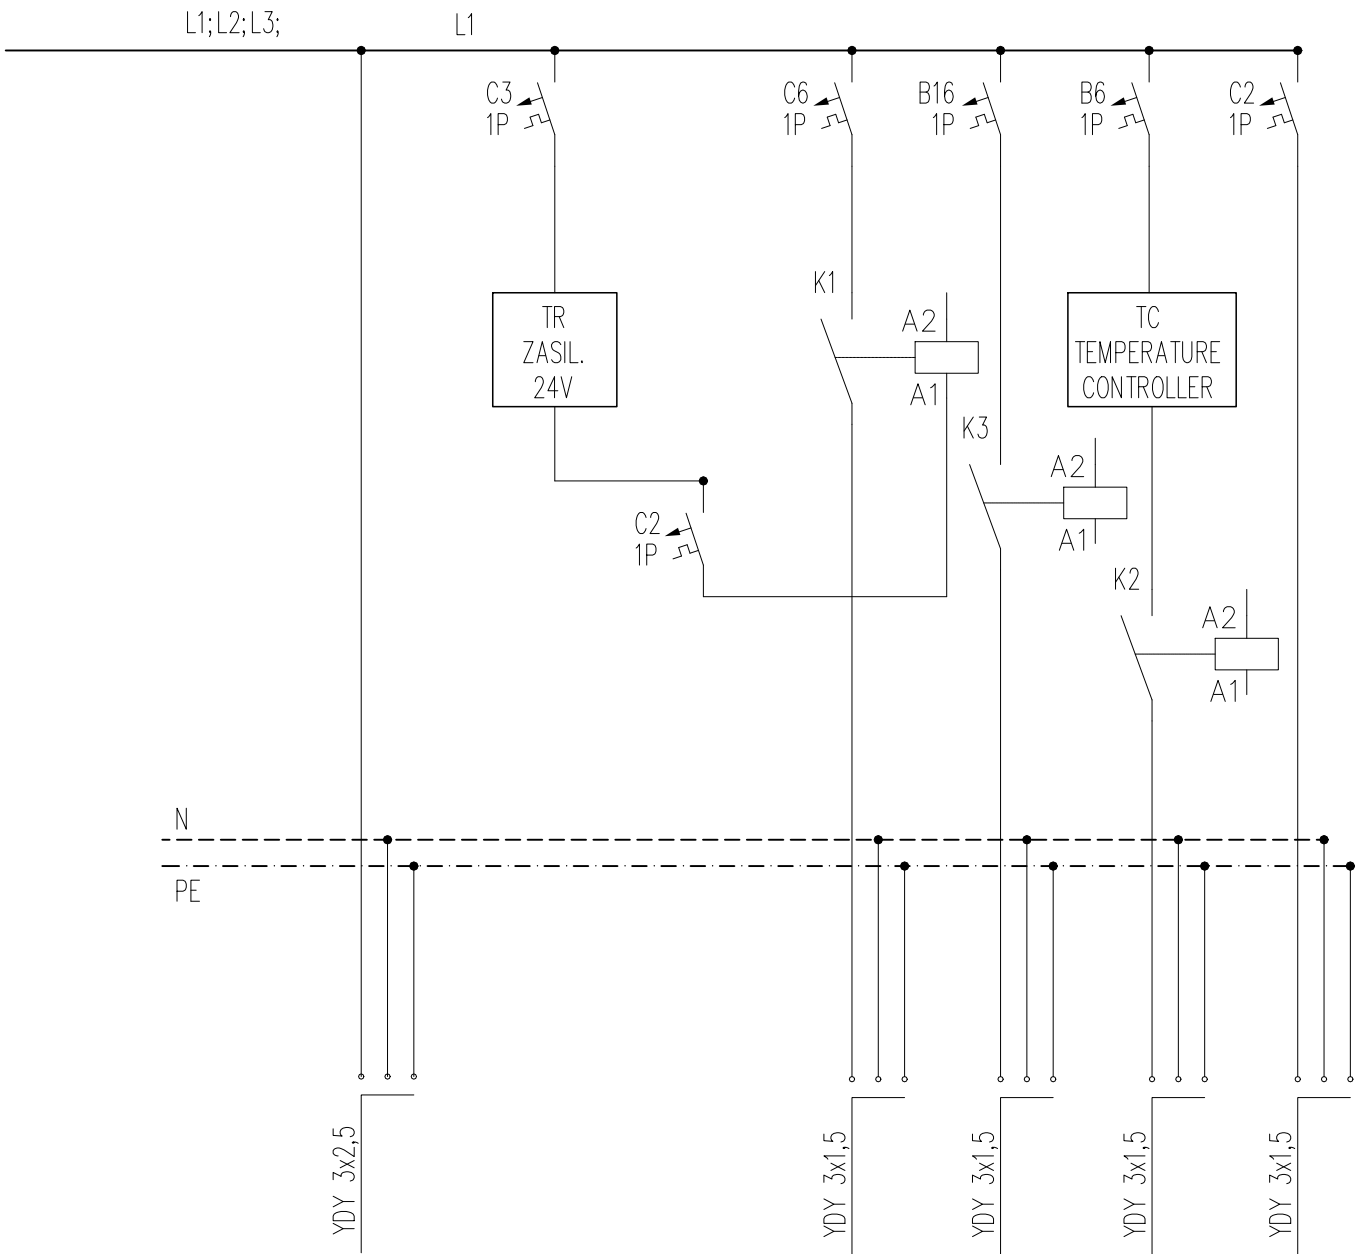 L1;L2;L3;
L1
C3
1P
C6
1P
B16
1P
B6
1P
C2
1P
K1
TR
ZASIL.
24V
A2
A1
TC
TEMPERATURE
CONTROLLER
K3
A2
A1
C2
1P
K2
A2
A1
N
PE
YDY 3x2,5
YDY 3x1,5
YDY 3x1,5
YDY 3x1,5
YDY 3x1,5